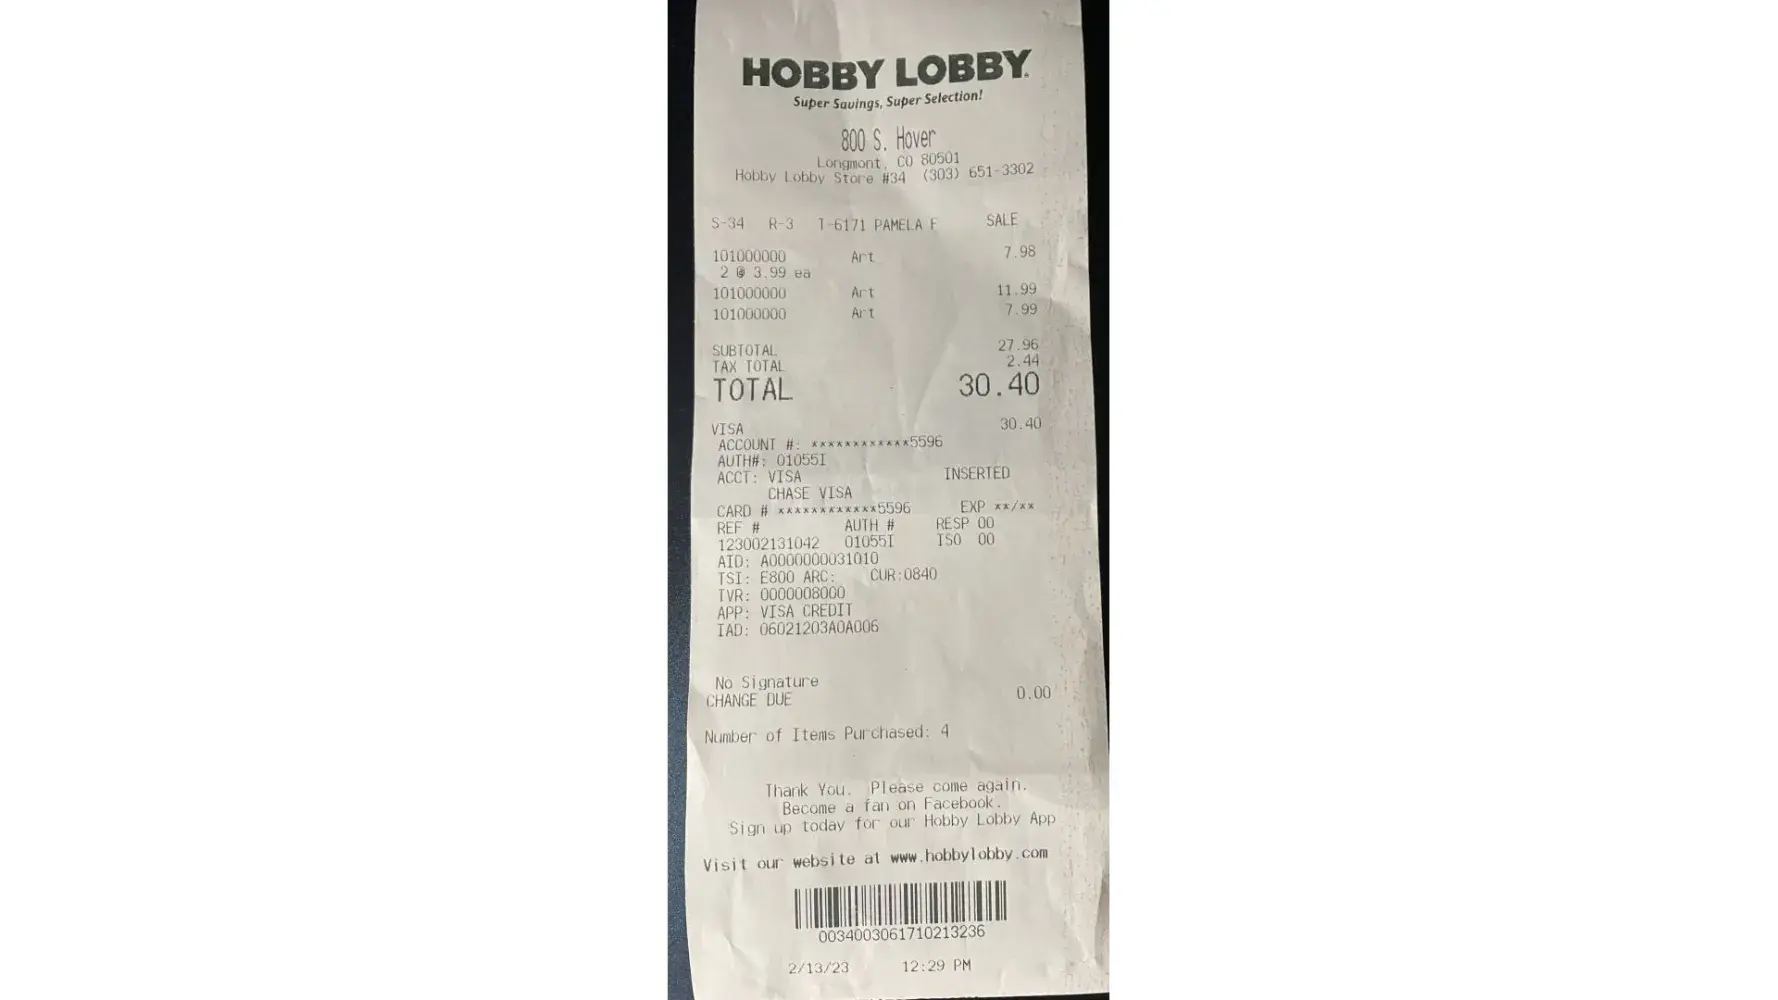 HOBBY LOBBY
Super Savings, Super Selection!
800 S. Hover
Longmont, CO 80501
Hobby Lobby Store #34 (303) 651-3302
S-34 R-3 T-6171 PAMELA F SALE
101000000 Art 7.98
2 @ 3.99 ea
101000000 Art 11.99
101000000 Art 7.99
SUBTOTAL 27.96
TAX TOTAL 2.44
TOTAL 30.40
VISA 30.40
ACCOUNT #: ************5596
AUTH#: 01055I
ACCT: VISA INSERTED
CHASE VISA
CARD # ************5596 EXP **/**
REF # AUTH # RESP 00
123002131042 01055I ISO 00
AID: A0000000031010
TSI: E800 ARC: CUR:0840
TVR: 0000008000
APP: VISA CREDIT
IAD: 06021203A0A006
No Signature
CHANGE DUE 0.00
Number of Items Purchased: 4
Thank You. Please come again.
Become a fan on Facebook.
Sign up today for our Hobby Lobby App
Visit our website at www.hobbylobby.com
0034003061710213236
2/13/23 12:29 PM